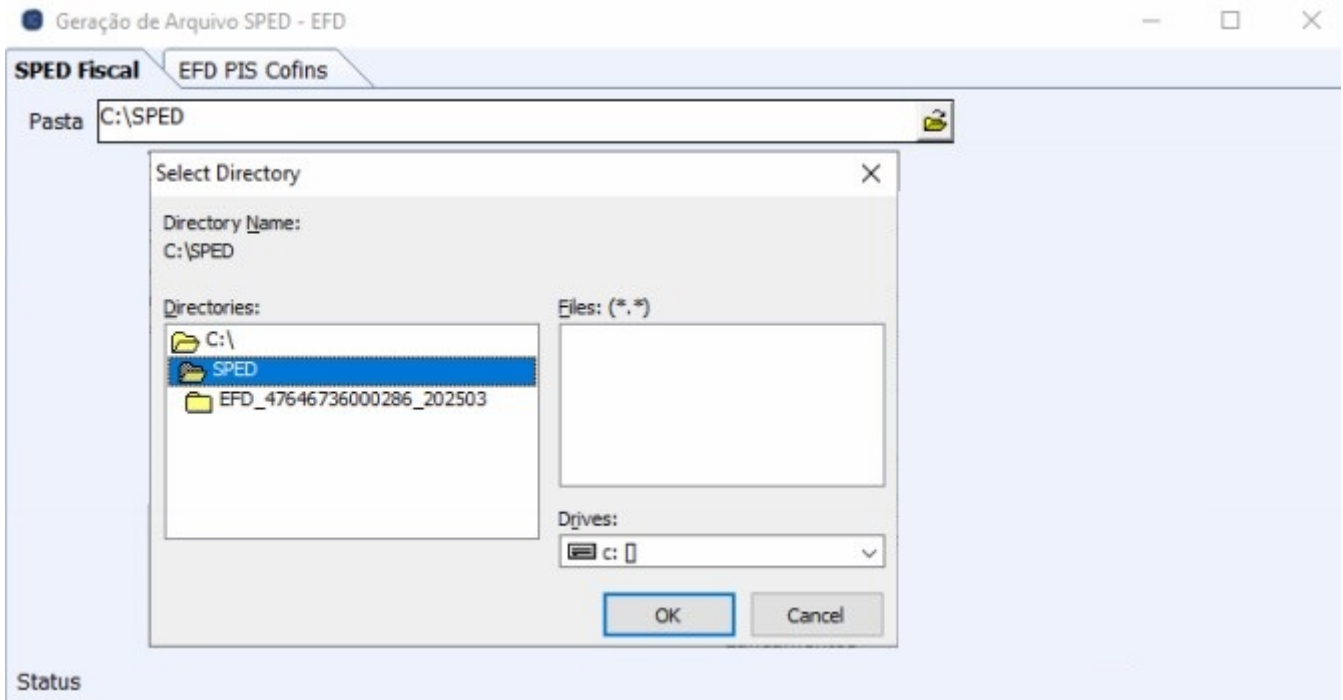 Geração de Arquivo SPED - EFD
SPED Fiscal EFD PIS Cofins
Pasta C:\SPED
Select Directory
Directory Name:
C:\SPED
Directories: Files: (*.*)
C:\
SPED
EFD_47646736000286_202503
Drives:
c: []
OK Cancel
Status